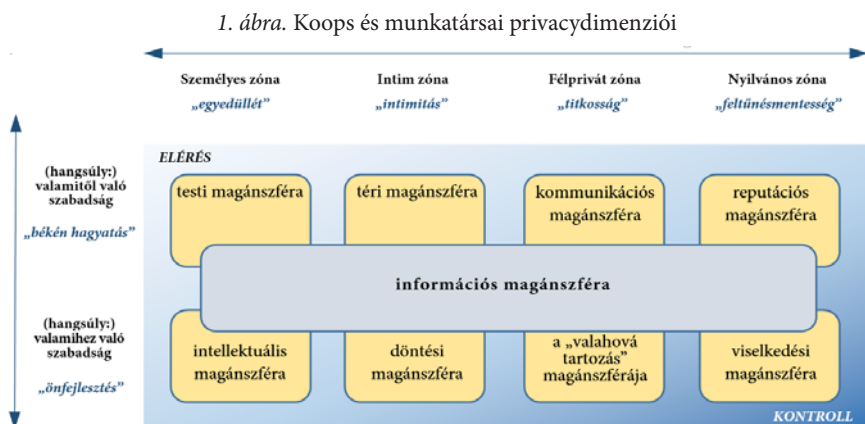 1. ábra. Koops és munkatársai privacydimenziói
Személyes zóna
„egyedüllét”
Intim zóna
„intimitás”
Félprivát zóna
„titkosság”
Nyilvános zóna
„feltűnésmentesség”
ELÉRÉS
(hangsúly:)
valamitől való
szabadság
„békén hagyatás”
testi magánszféra
téri magánszféra
kommunikációs
magánszféra
reputációs
magánszféra
információs magánszféra
(hangsúly:)
valamihez való
szabadság
„önfejlesztés”
intellektuális
magánszféra
döntési
magánszféra
a „valahová
tartozás”
magánszférája
viselkedési
magánszféra
KONTROLL